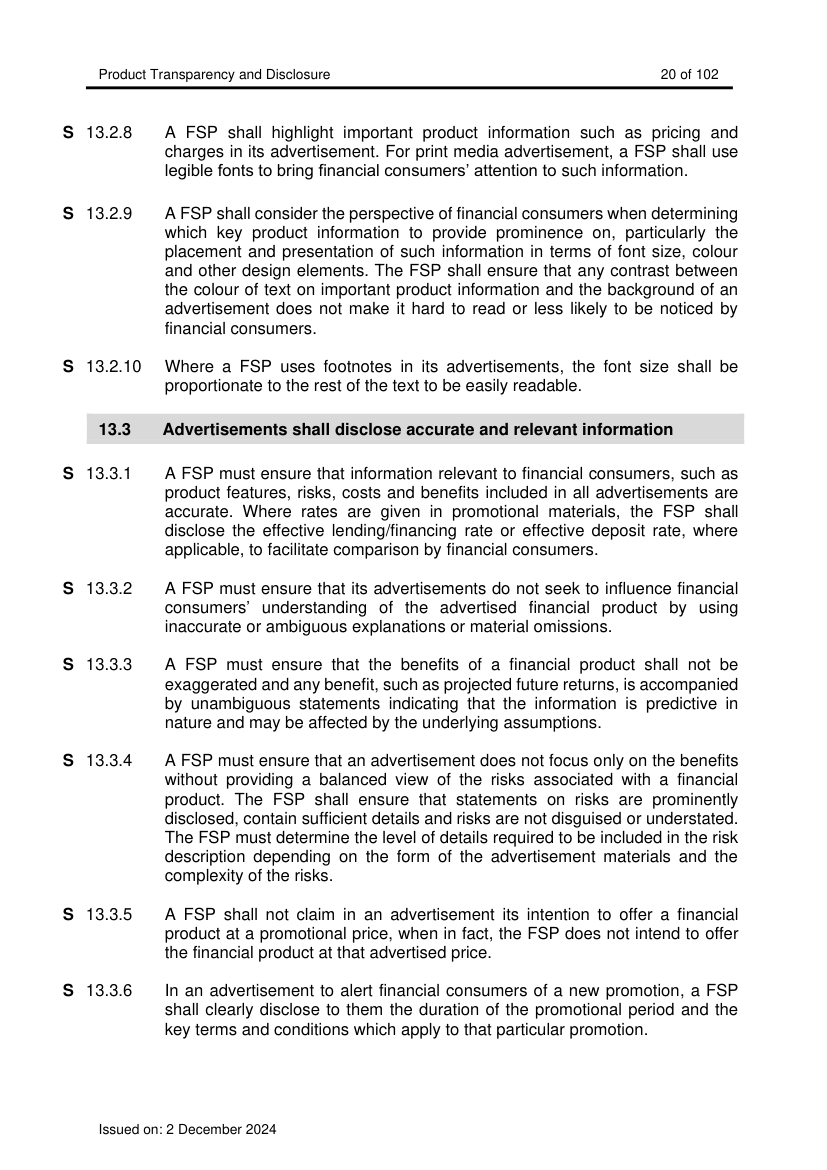 Product Transparency and Disclosure 20 of 102
S 13.2.8 A FSP shall highlight important product information such as pricing and
charges in its advertisement. For print media advertisement, a FSP shall use
legible fonts to bring financial consumers’ attention to such information.
S 13.2.9 A FSP shall consider the perspective of financial consumers when determining
which key product information to provide prominence on, particularly the
placement and presentation of such information in terms of font size, colour
and other design elements. The FSP shall ensure that any contrast between
the colour of text on important product information and the background of an
advertisement does not make it hard to read or less likely to be noticed by
financial consumers.
S 13.2.10 Where a FSP uses footnotes in its advertisements, the font size shall be
proportionate to the rest of the text to be easily readable.
13.3 Advertisements shall disclose accurate and relevant information
S 13.3.1 A FSP must ensure that information relevant to financial consumers, such as
product features, risks, costs and benefits included in all advertisements are
accurate. Where rates are given in promotional materials, the FSP shall
disclose the effective lending/financing rate or effective deposit rate, where
applicable, to facilitate comparison by financial consumers.
S 13.3.2 A FSP must ensure that its advertisements do not seek to influence financial
consumers’ understanding of the advertised financial product by using
inaccurate or ambiguous explanations or material omissions.
S 13.3.3 A FSP must ensure that the benefits of a financial product shall not be
exaggerated and any benefit, such as projected future returns, is accompanied
by unambiguous statements indicating that the information is predictive in
nature and may be affected by the underlying assumptions.
S 13.3.4 A FSP must ensure that an advertisement does not focus only on the benefits
without providing a balanced view of the risks associated with a financial
product. The FSP shall ensure that statements on risks are prominently
disclosed, contain sufficient details and risks are not disguised or understated.
The FSP must determine the level of details required to be included in the risk
description depending on the form of the advertisement materials and the
complexity of the risks.
S 13.3.5 A FSP shall not claim in an advertisement its intention to offer a financial
product at a promotional price, when in fact, the FSP does not intend to offer
the financial product at that advertised price.
S 13.3.6 In an advertisement to alert financial consumers of a new promotion, a FSP
shall clearly disclose to them the duration of the promotional period and the
key terms and conditions which apply to that particular promotion.
Issued on: 2 December 2024